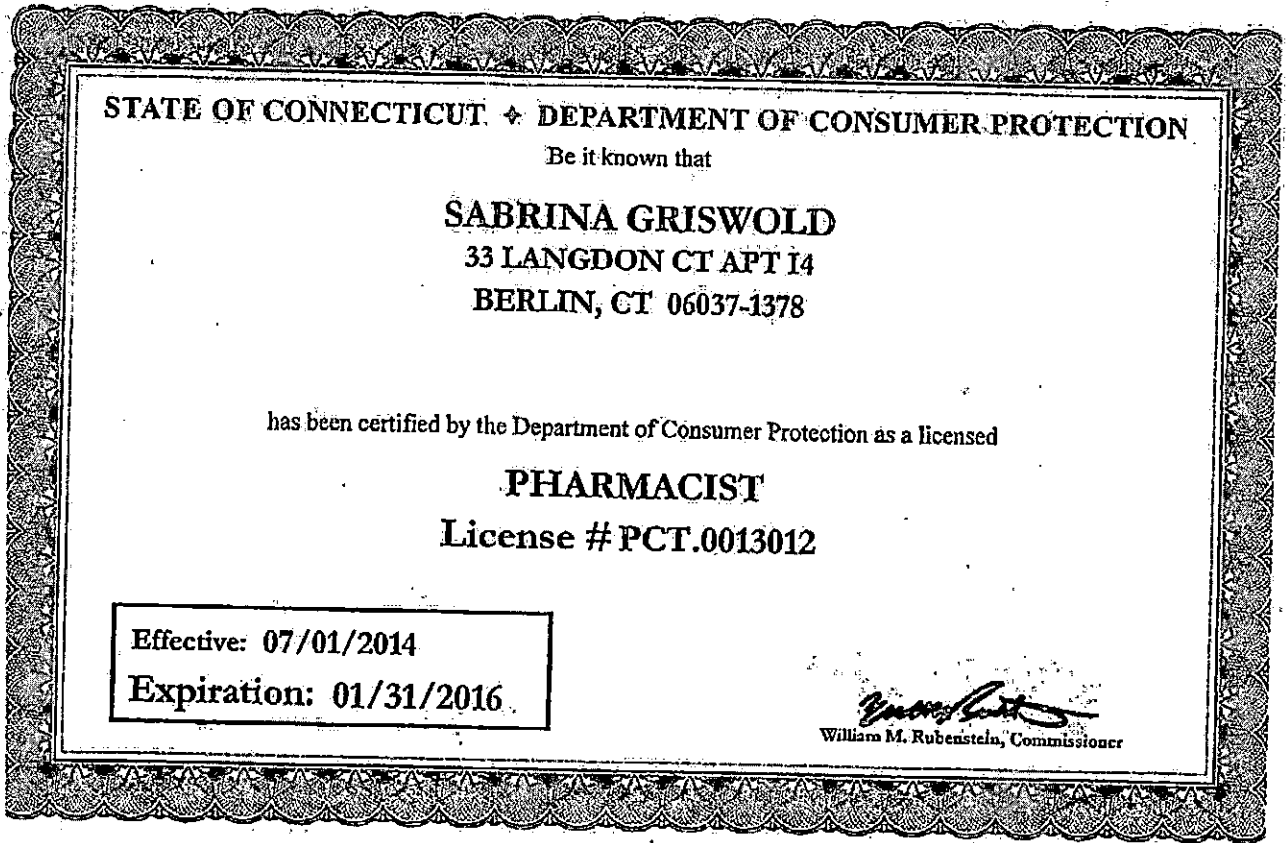 STATE OF CONNECTICUT ✧ DEPARTMENT OF CONSUMER PROTECTION
Be it known that
SABRINA GRISWOLD
33 LANGDON CT APT I4
BERLIN, CT 06037-1378
has been certified by the Department of Consumer Protection as a licensed
PHARMACIST
License # PCT.0013012
Effective: 07/01/2014
Expiration: 01/31/2016
William M. Rubenstein, Commissioner